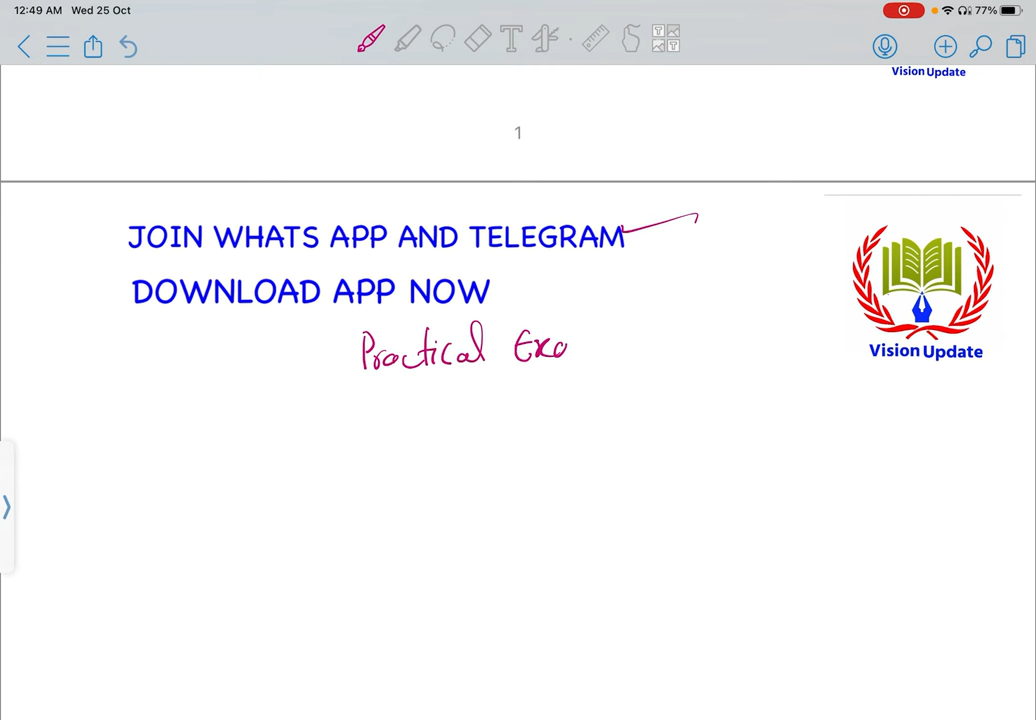 12:49 AM Wed 25 Oct
77%
Vision Update
1
JOIN WHATS APP AND TELEGRAM
DOWNLOAD APP NOW
Practical Exa
Vision Update